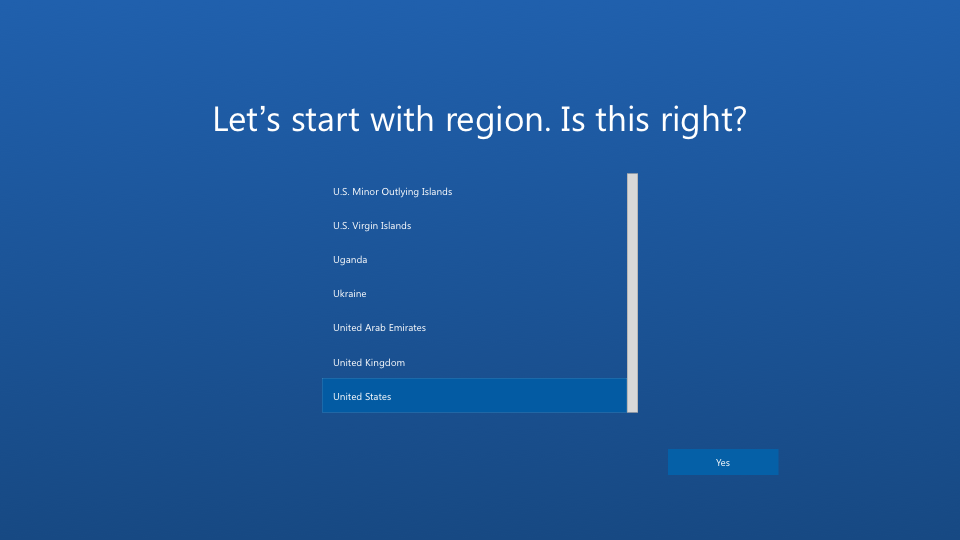 Let’s start with region. Is this right?
U.S. Minor Outlying Islands
U.S. Virgin Islands
Uganda
Ukraine
United Arab Emirates
United Kingdom
United States
Yes